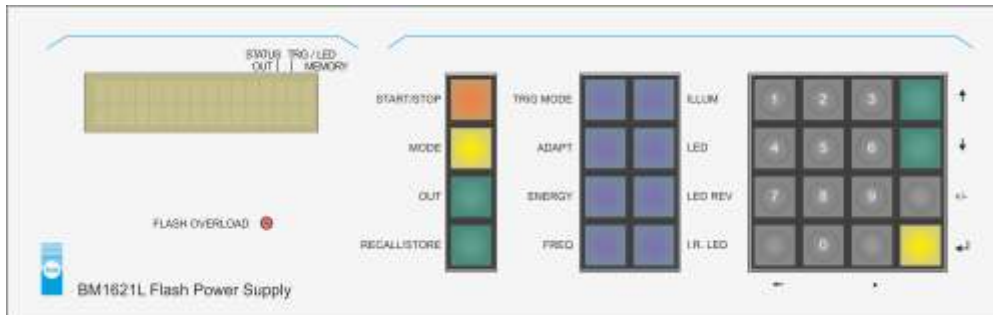 STATUS TRG / LED
OUT MEMORY
START/STOP
MODE
OUT
RECALL/STORE
TRIG MODE
ADAPT
ENERGY
FREQ
ILLUM
LED
LED REV
I.R. LED
1 2 3
4 5 6
7 8 9 +/-
0
FLASH OVERLOAD
BM1621L Flash Power Supply